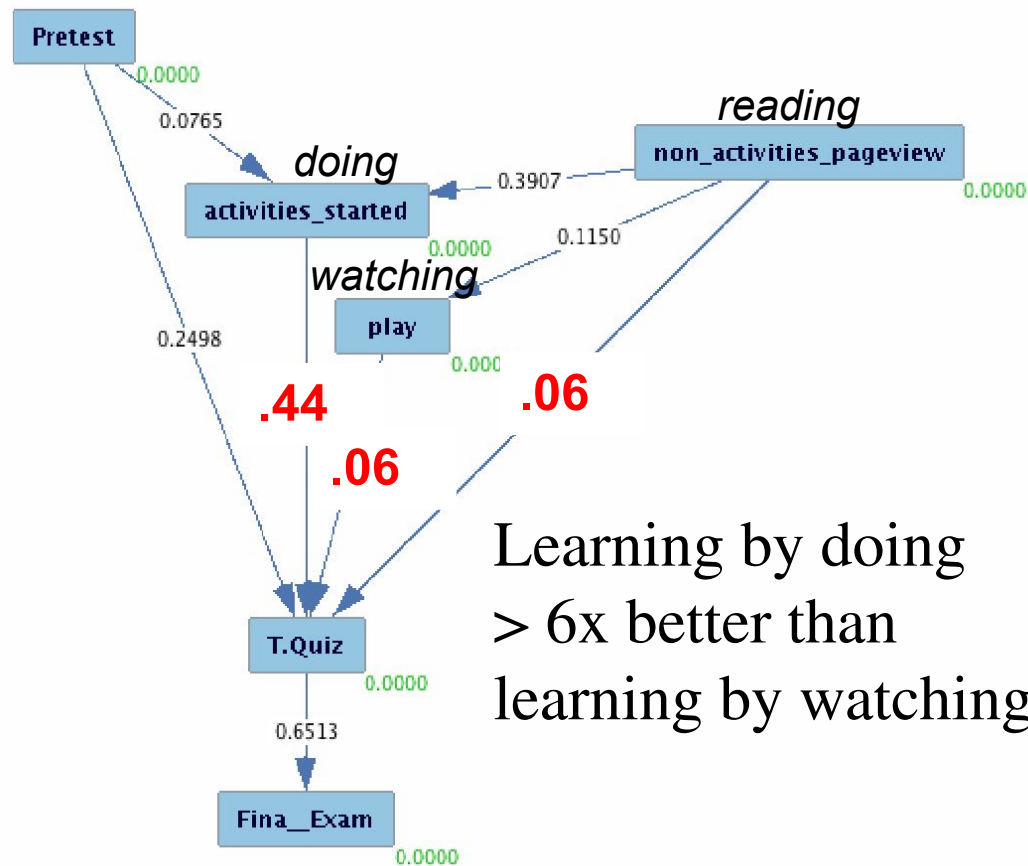 Pretest
0.0000
0.0765
reading
non_activities_pageview
0.0000
doing
0.3907
activities_started
0.0000
0.1150
watching
play
0.000
0.2498
.44
.06
.06
Learning by doing
> 6x better than
learning by watching
T.Quiz
0.0000
0.6513
Fina__Exam
0.0000